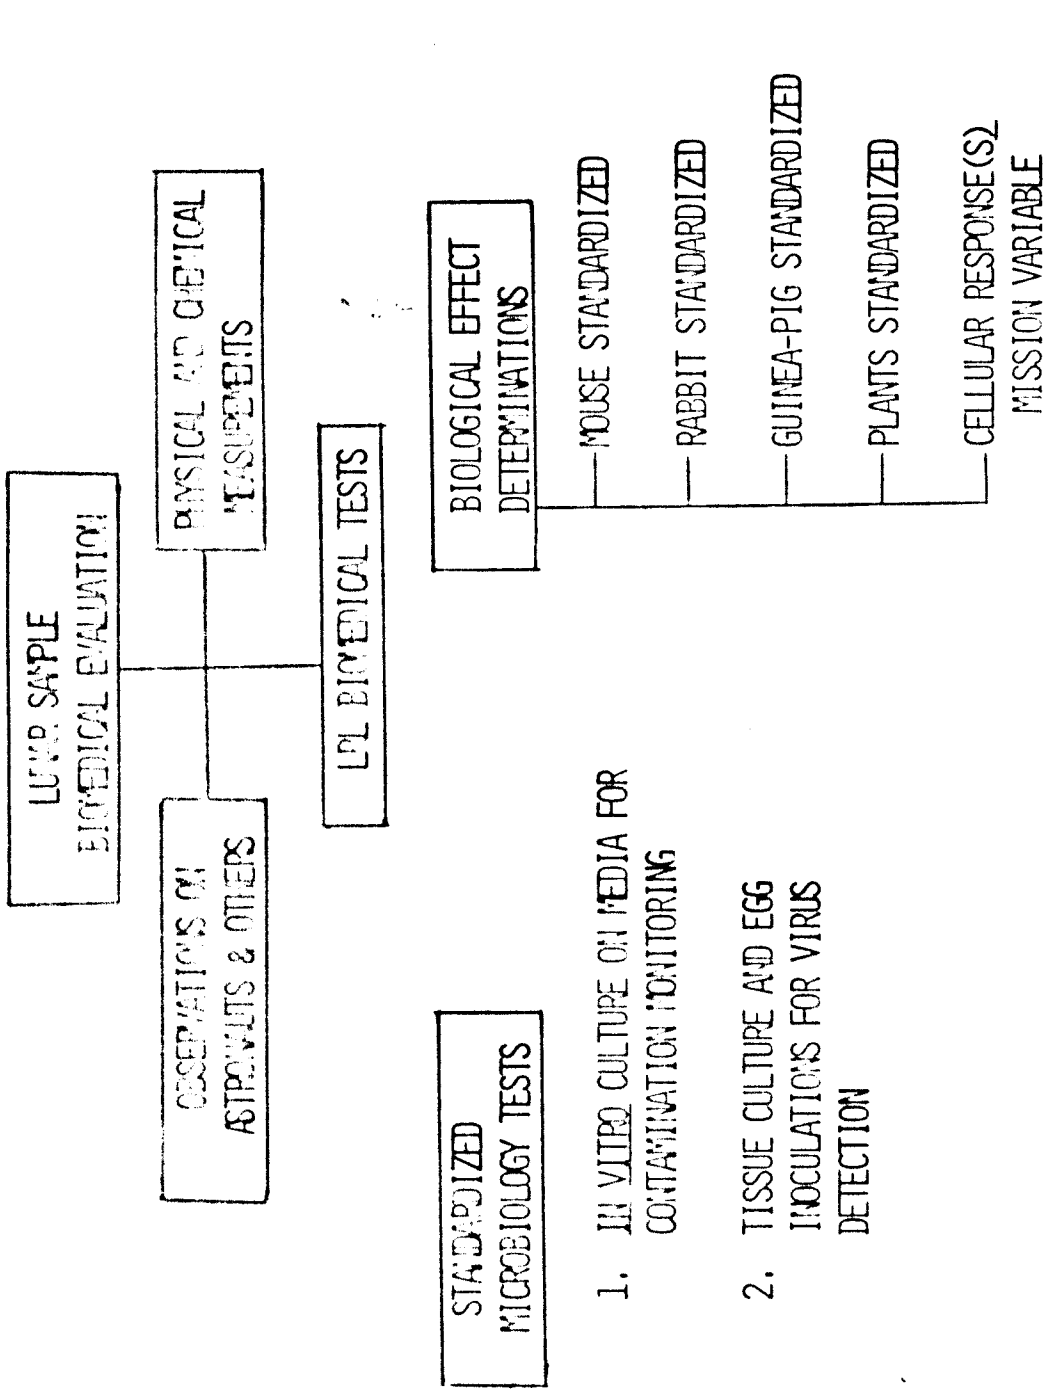 LUNAR SAMPLE
BIOMEDICAL EVALUATION
OBSERVATIONS ON
ASTRONAUTS & OTHERS
PHYSICAL AND CHEMICAL
MEASUREMENTS
LRL BIOMEDICAL TESTS
STANDARDIZED
MICROBIOLOGY TESTS
1. IN VITRO CULTURE ON MEDIA FOR
CONTAMINATION MONITORING
2. TISSUE CULTURE AND EGG
INOCULATIONS FOR VIRUS
DETECTION
BIOLOGICAL EFFECT
DETERMINATIONS
MOUSE STANDARDIZED
RABBIT STANDARDIZED
GUINEA-PIG STANDARDIZED
PLANTS STANDARDIZED
CELLULAR RESPONSE(S)
MISSION VARIABLE